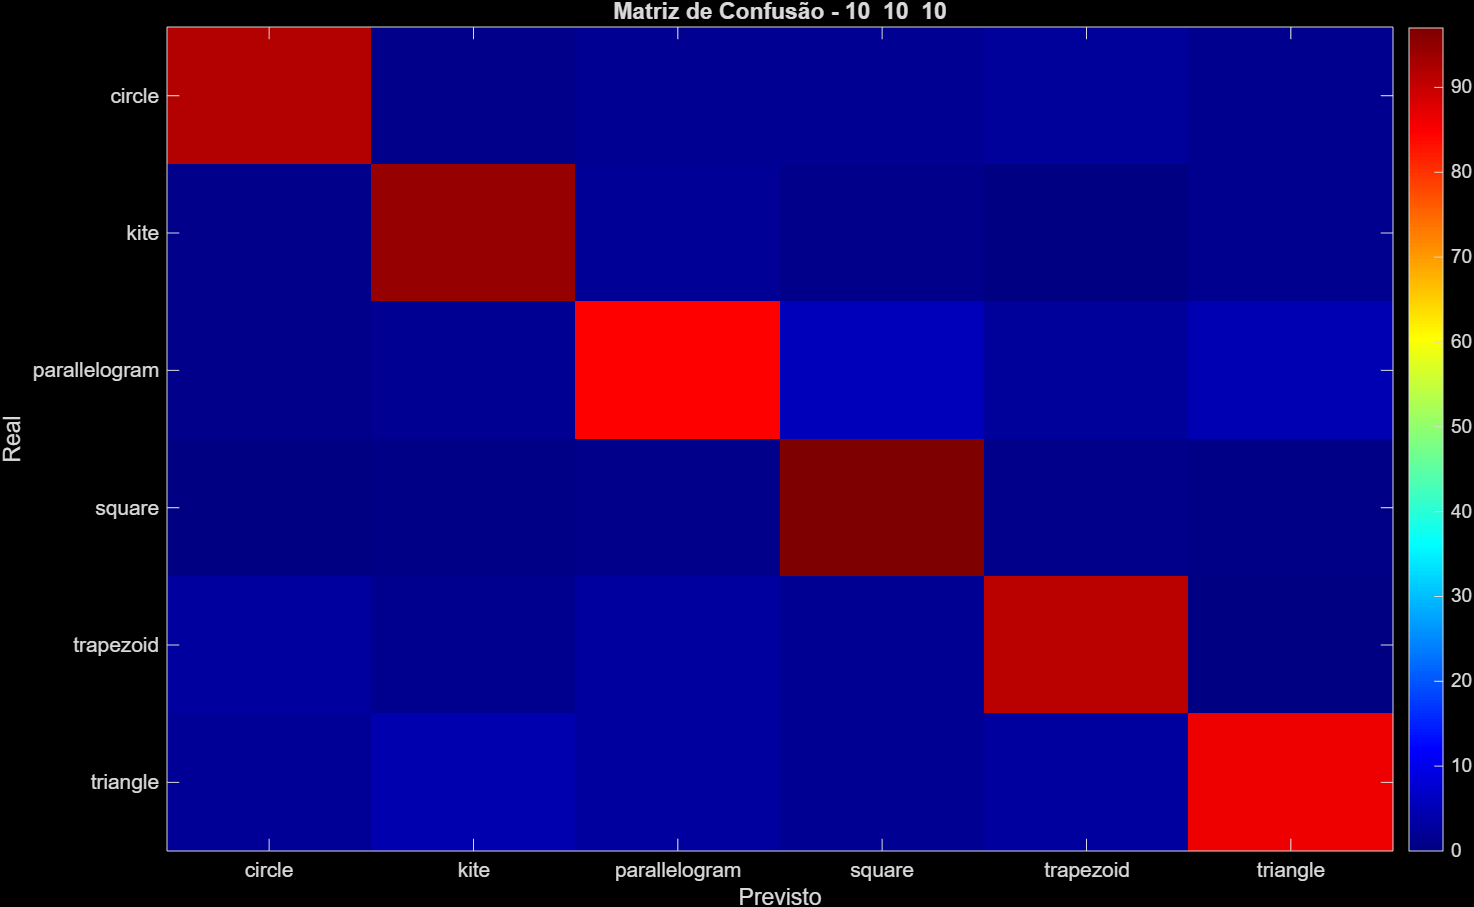 Matriz de Confusão - 10  10  10
circle
kite
parallelogram
square
trapezoid
triangle
Real
circle kite parallelogram square trapezoid triangle
Previsto
90
80
70
60
50
40
30
20
10
0